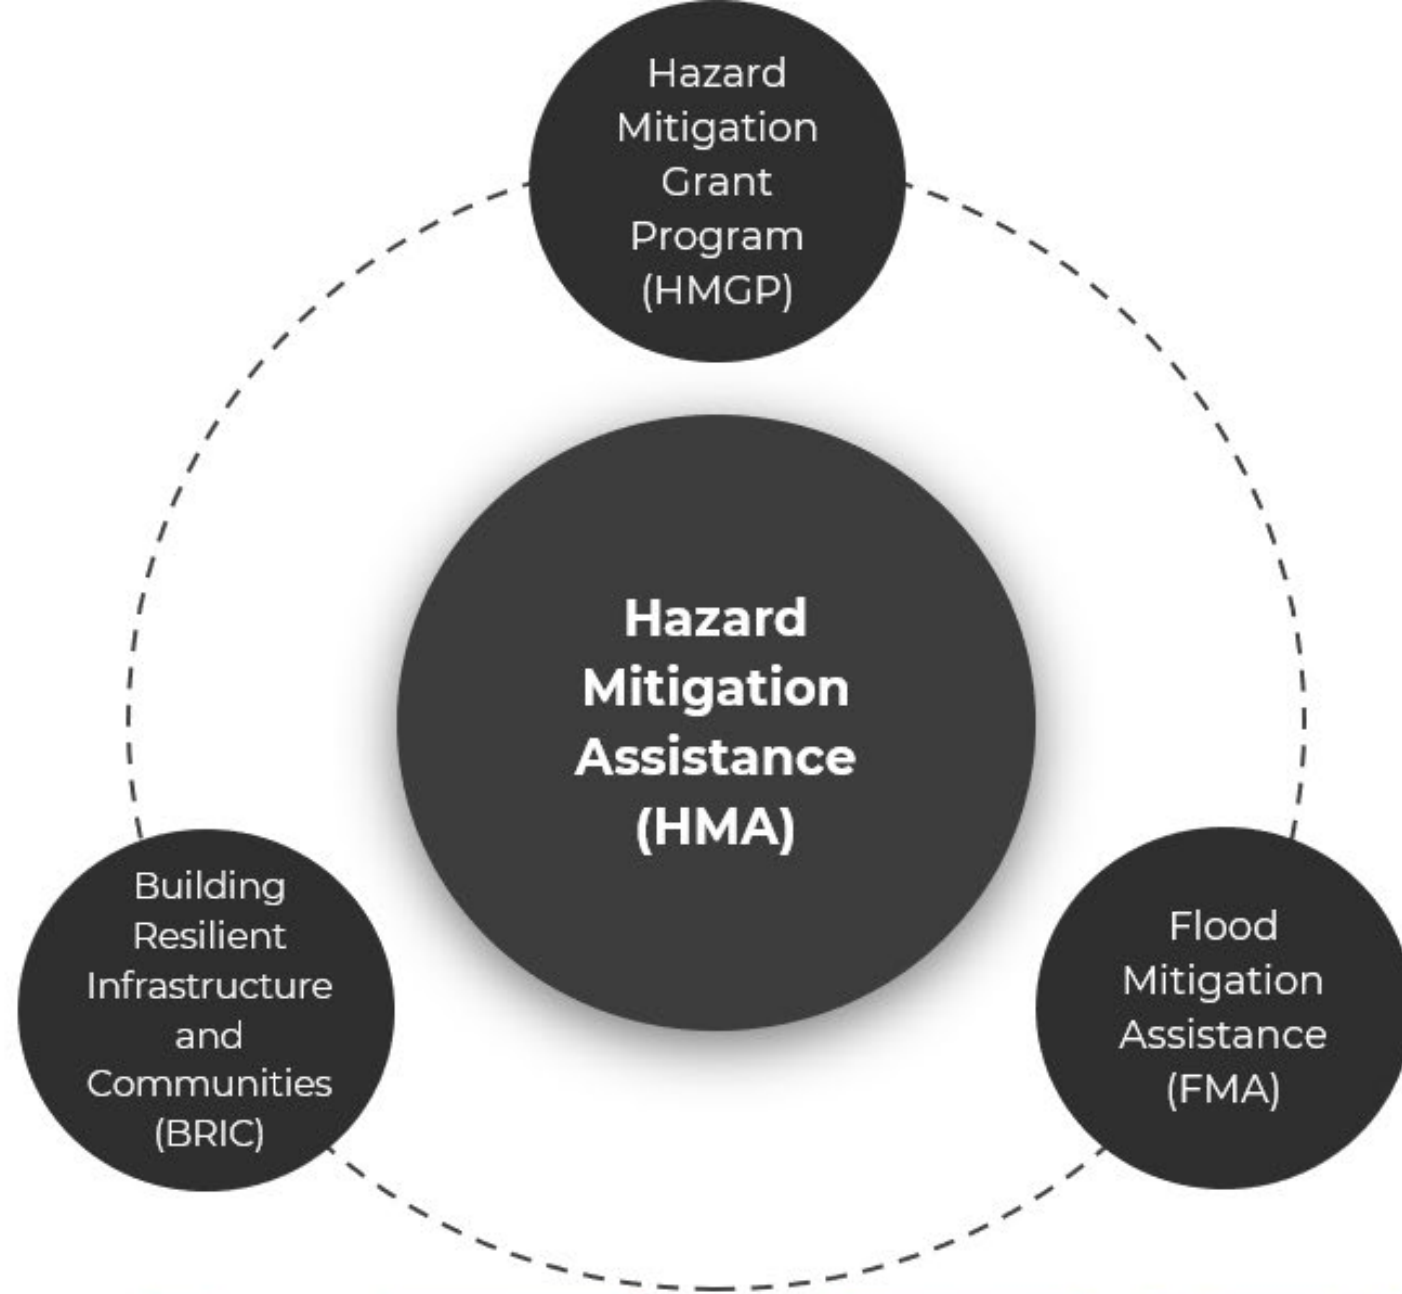 Hazard
Mitigation
Grant
Program
(HMGP)
Hazard
Mitigation
Assistance
(HMA)
Building
Resilient
Infrastructure
and
Communities
(BRIC)
Flood
Mitigation
Assistance
(FMA)